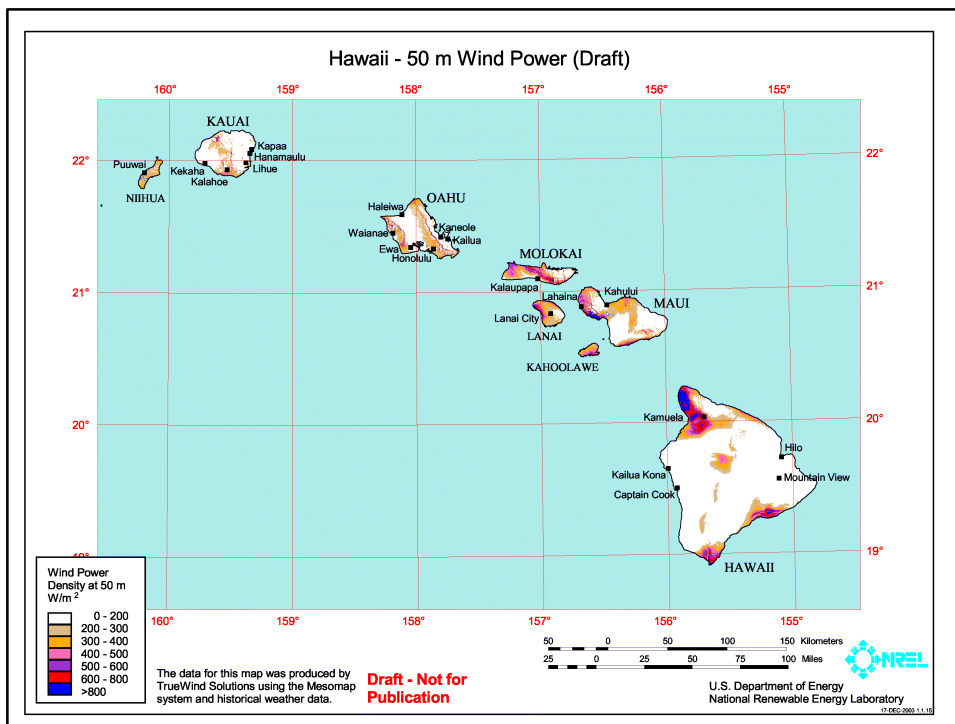 Hawaii - 50 m Wind Power (Draft)
160° 159° 158° 157° 156° 155°
KAUAI
Kapaa
Hanamaulu
Lihue
Kekaha
Kalahoe
Puuwai
NIIHUA
22° 22°
OAHU
Haleiwa
Kaneole
Waianae
Kailua
Ewa
Honolulu
MOLOKAI
Kalaupapa
Lahaina
Kahului
MAUI
21° 21°
Lanai City
LANAI
KAHOOLAWE
20° 20°
Kamuela
Hilo
Kailua Kona
Mountain View
Captain Cook
19° 19°
HAWAII
160° 159° 158° 157° 156° 155°
Wind Power
Density at 50 m
W/m 2
0 - 200
200 - 300
300 - 400
400 - 500
500 - 600
600 - 800
>800
The data for this map was produced by
TrueWind Solutions using the Mesomap
system and historical weather data.
Draft - Not for
Publication
50 0 50 100 150 Kilometers
25 0 25 50 75 100 Miles
NREL
U.S. Department of Energy
National Renewable Energy Laboratory
17-DEC-2003 1.1.15